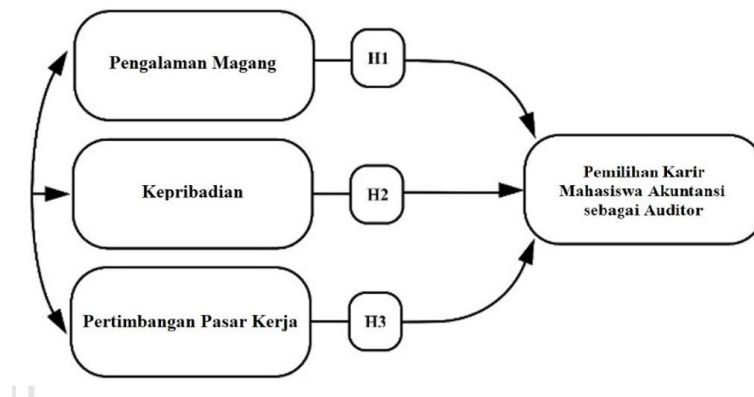 Pengalaman Magang
H1
Kepribadian
H2
Pemilihan Karir
Mahasiswa Akuntansi
sebagai Auditor
Pertimbangan Pasar Kerja
H3